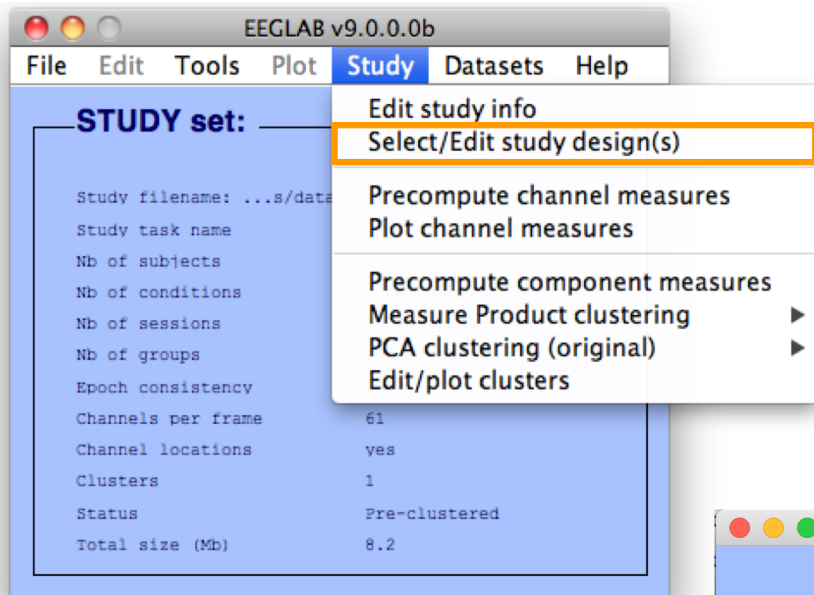 EEGLAB v9.0.0.0b
File Edit Tools Plot Study Datasets Help
STUDY set:
Edit study info
Select/Edit study design(s)
Precompute channel measures
Plot channel measures
Precompute component measures
Measure Product clustering
PCA clustering (original)
Edit/plot clusters
Study filename: ...s/data
Study task name
Nb of subjects
Nb of conditions
Nb of sessions
Nb of groups
Epoch consistency
Channels per frame 61
Channel locations yes
Clusters 1
Status Pre-clustered
Total size (Mb) 8.2